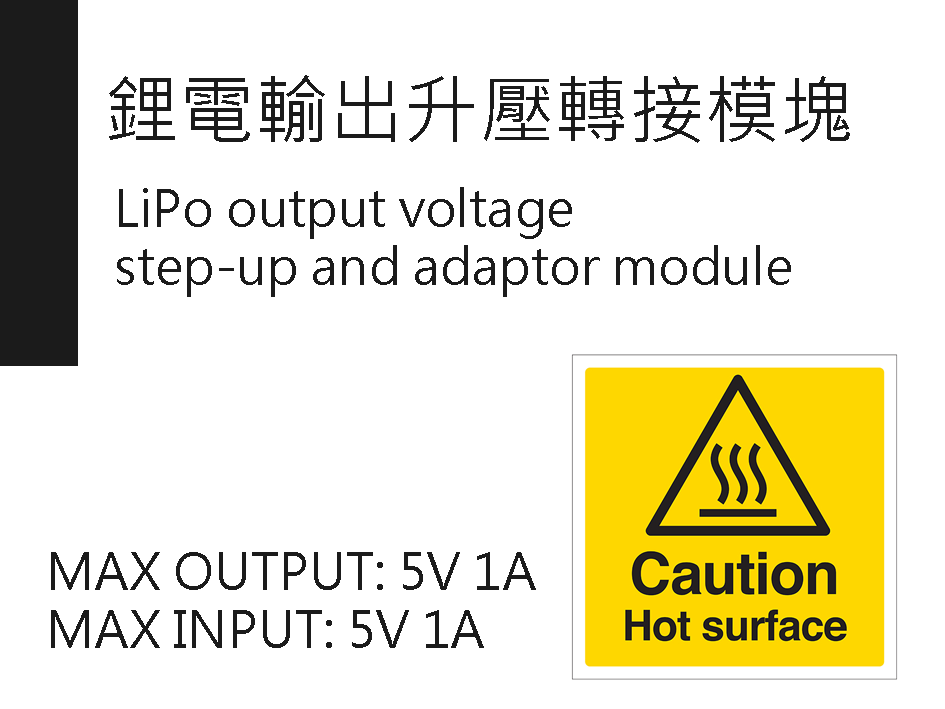 鋰電輸出升壓轉接模塊
LiPo output voltage
step-up and adaptor module
MAX OUTPUT: 5V 1A
MAX INPUT: 5V 1A
Caution
Hot surface